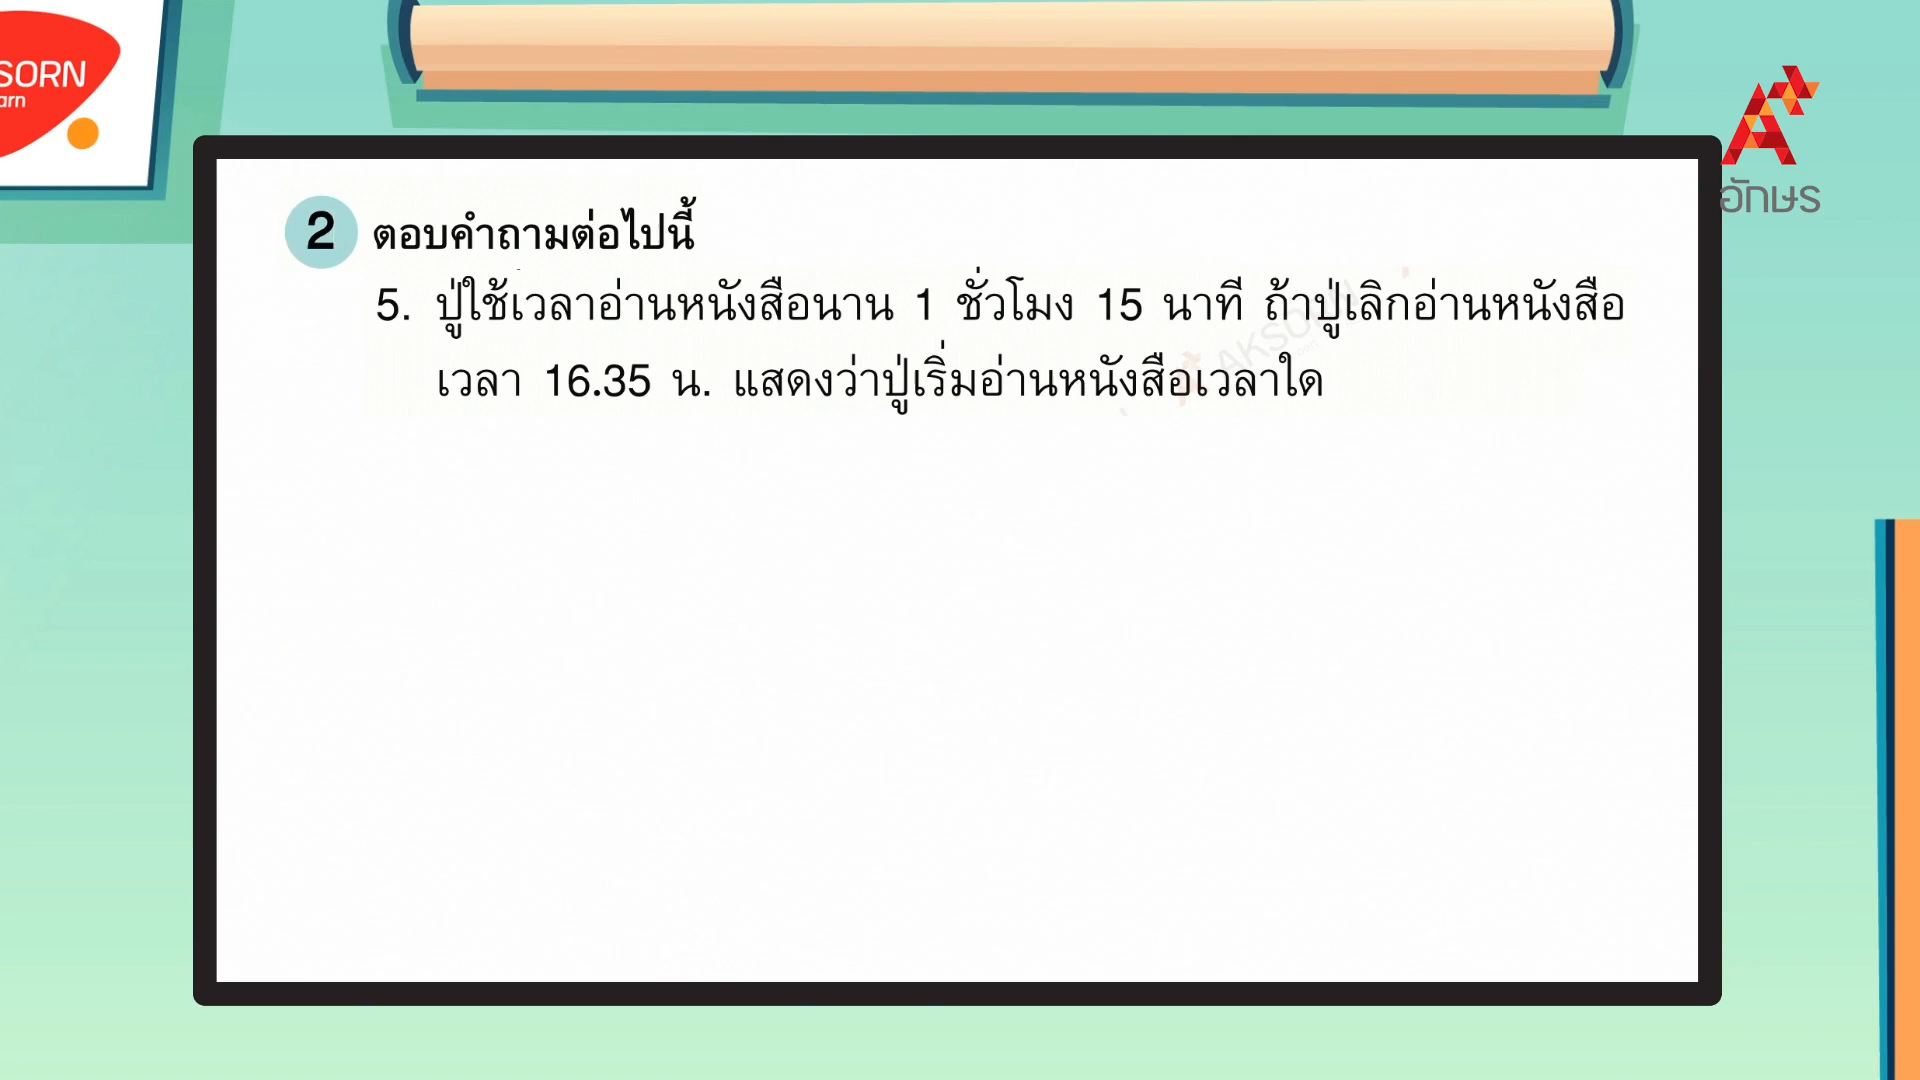 SORN
arn
อักษร
2 ตอบคำถามต่อไปนี้
5. ปู่ใช้เวลาอ่านหนังสือนาน 1 ชั่วโมง 15 นาที ถ้าปู่เลิกอ่านหนังสือ
เวลา 16.35 น. แสดงว่าปู่เริ่มอ่านหนังสือเวลาใด
AKSORN